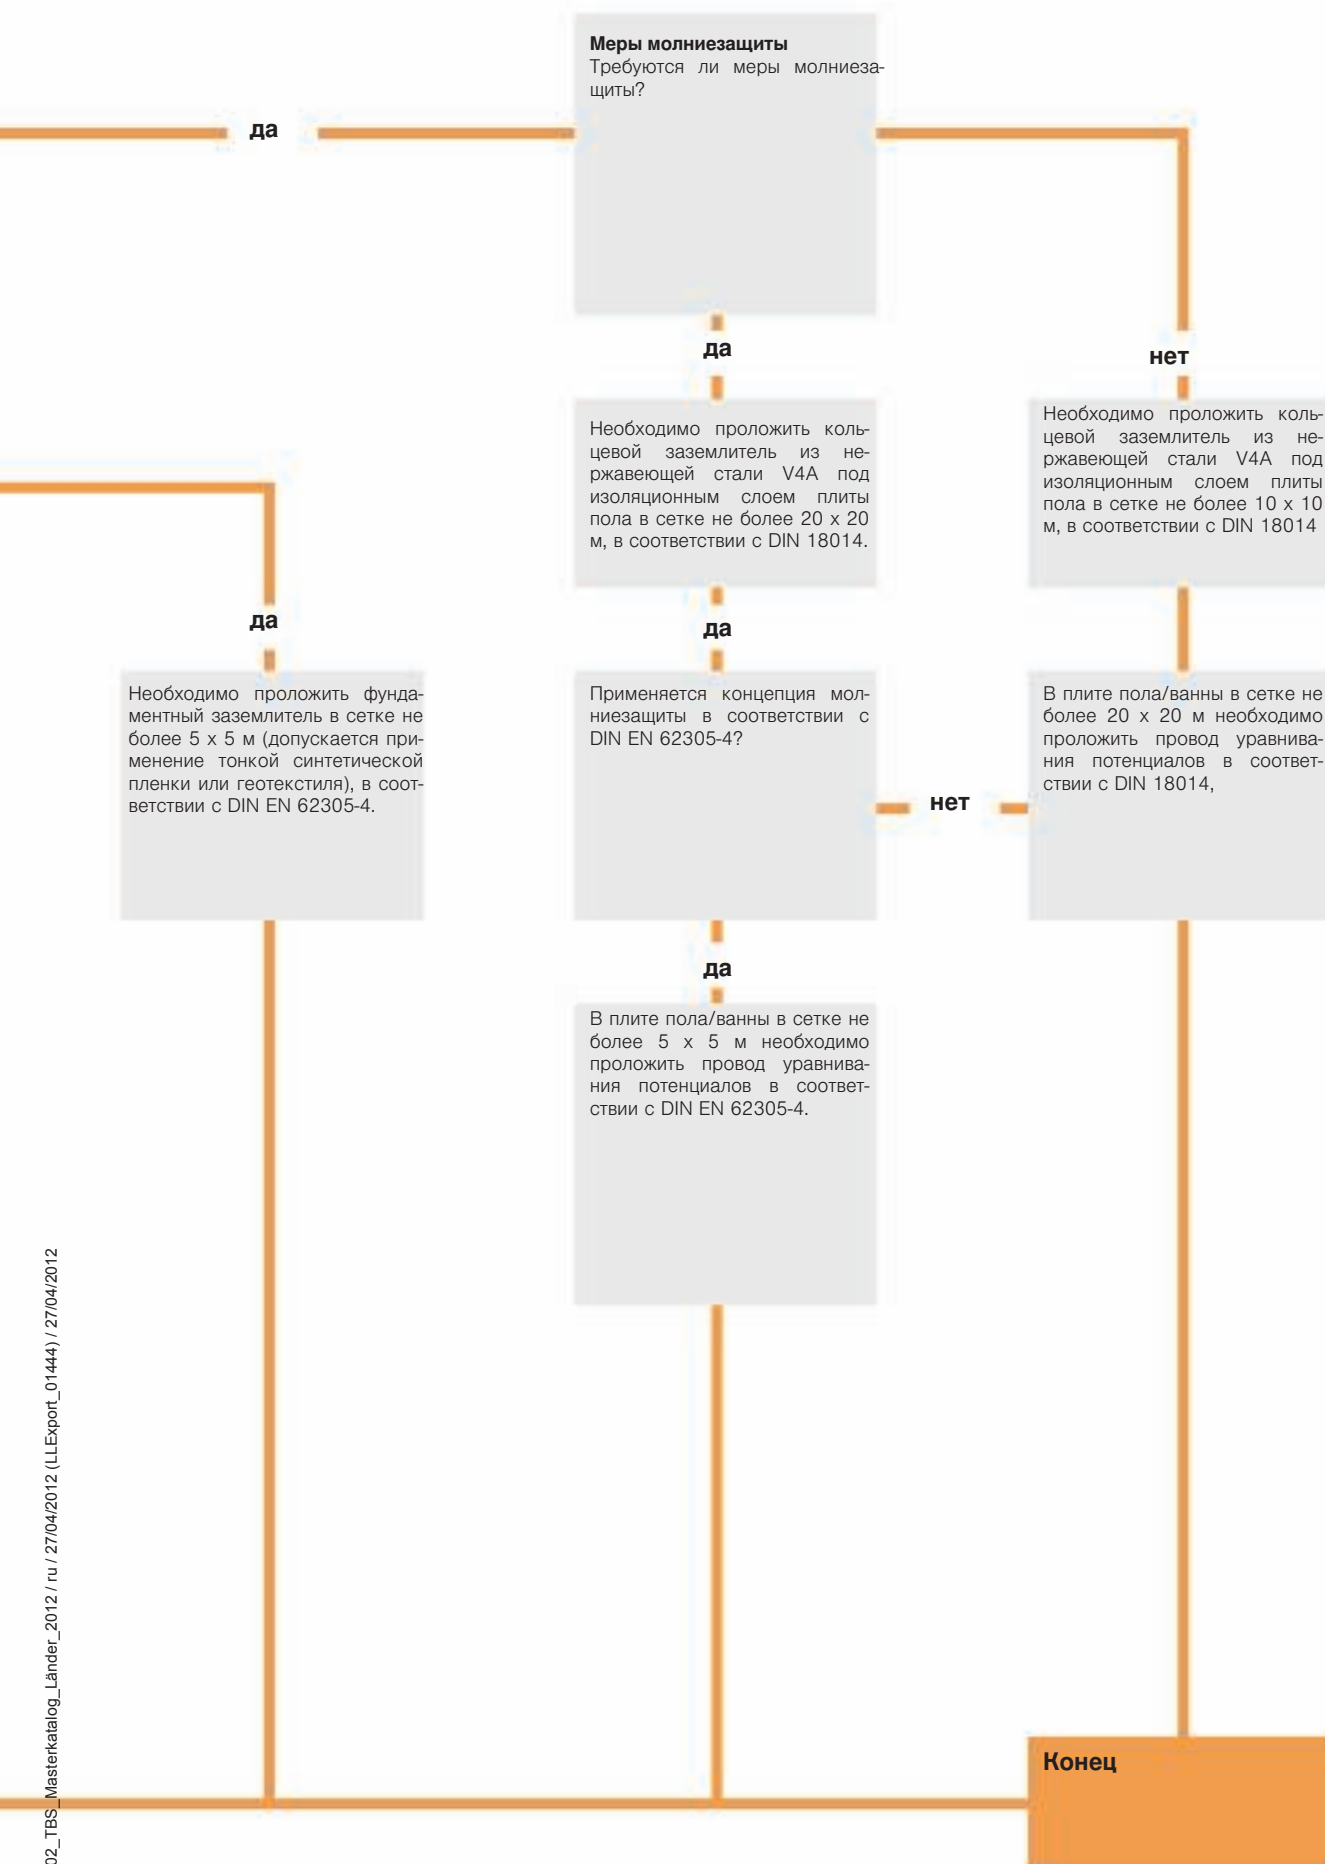 Меры молниезащиты
Требуются ли меры молниеза-
щиты?
да
да
нет
Необходимо проложить коль-
цевой заземлитель из не-
ржавеющей стали V4A под
изоляционным слоем плиты
пола в сетке не более 20 x 20
м, в соответствии с DIN 18014.
Необходимо проложить коль-
цевой заземлитель из не-
ржавеющей стали V4A под
изоляционным слоем плиты
пола в сетке не более 10 x 10
м, в соответствии с DIN 18014
да
да
Необходимо проложить фунда-
ментный заземлитель в сетке не
более 5 x 5 м (допускается при-
менение тонкой синтетической
пленки или геотекстиля), в соот-
ветствии с DIN EN 62305-4.
Применяется концепция мол-
ниезащиты в соответствии с
DIN EN 62305-4?
нет
В плите пола/ванны в сетке не
более 20 x 20 м необходимо
проложить провод уравнива-
ния потенциалов в соответ-
ствии с DIN 18014,
да
В плите пола/ванны в сетке не
более 5 x 5 м необходимо
проложить провод уравнива-
ния потенциалов в соответ-
ствии с DIN EN 62305-4.
Конец
02_TBS_Masterkatalog_Länder_2012 / ru / 27/04/2012 (LLExport_01444) / 27/04/2012